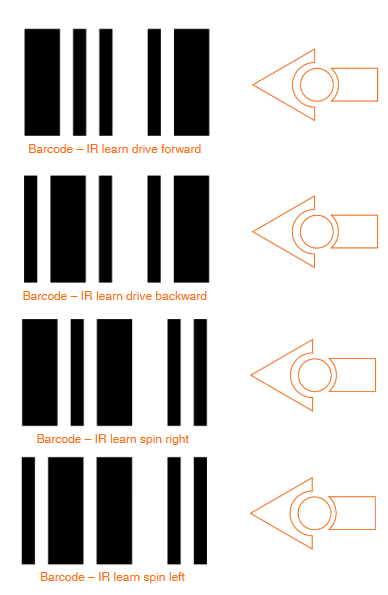 Barcode – IR learn drive forward
Barcode – IR learn drive backward
Barcode – IR learn spin right
Barcode – IR learn spin left